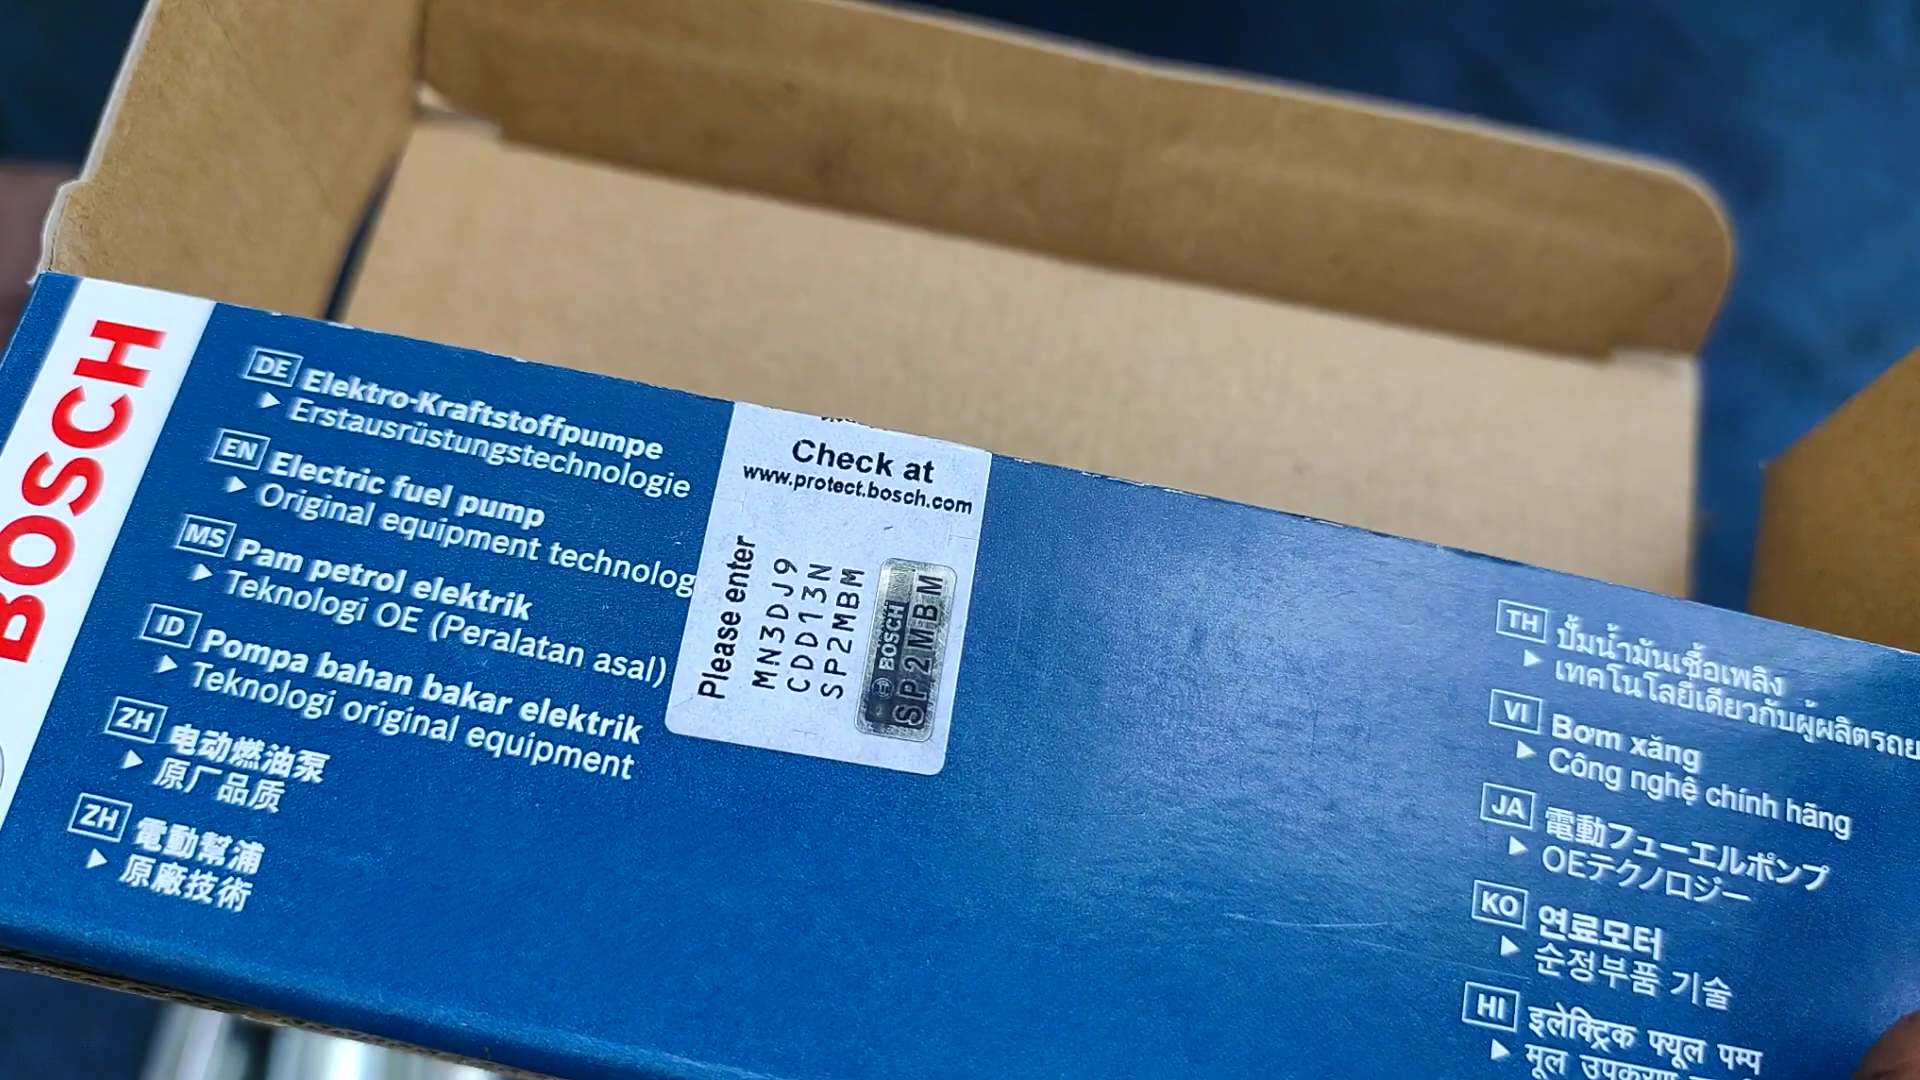 BOSCH
DE Elektro-Kraftstoffpumpe
▶ Erstausrüstungstechnologie
EN Electric fuel pump
▶ Original equipment technolog
MS Pam petrol elektrik
▶ Teknologi OE (Peralatan asal)
ID Pompa bahan bakar elektrik
▶ Teknologi original equipment
ZH 电动燃油泵
▶ 原厂品质
ZH 電動幫浦
▶ 原廠技術
Check at
www.protect.bosch.com
Please enter
MN3DJ9
CDD13N
SP2MBM
BOSCH
SP2MBM
TH ปั๊มน้ำมันเชื้อเพลิง
▶ เทคโนโลยีเดียวกับผู้ผลิตรถย
VI Bơm xăng
▶ Công nghệ chính hãng
JA 電動フューエルポンプ
▶ OEテクノロジー
KO 연료모터
▶ 순정부품 기술
HI इलेक्ट्रिक फ्यूल पम्प
▶ मूल उपकरण